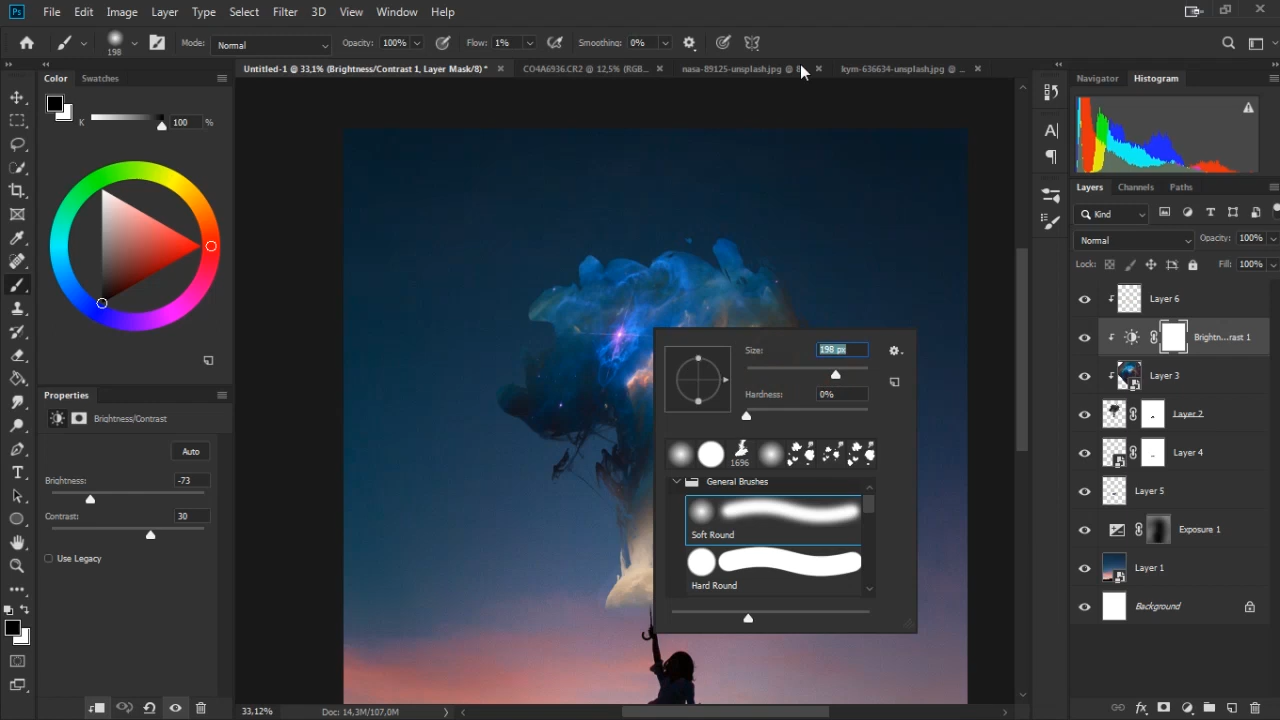 Ps File Edit Image Layer Type Select Filter 3D View Window Help
198 Mode: Normal Opacity: 100% Flow: 1% Smoothing: 0%
Untitled-1 @ 33,1% (Brightness/Contrast 1, Layer Mask/8) * CO4A6936.CR2 @ 12,5% (RGB... nasa-89125-unsplash.jpg @ kym-636634-unsplash.jpg @ ...
Color Swatches
K 100 %
Properties
Brightness/Contrast
Auto
Brightness: -73
Contrast: 30
Use Legacy
Size: 198 px
Hardness: 0%
1696
General Brushes
Soft Round
Hard Round
33,12% Doc: 14,3M/107,0M
Navigator Histogram
Layers Channels Paths
Kind
Normal Opacity: 100%
Lock: Fill: 100%
Layer 6
Brightn...rast 1
Layer 3
Layer 2
Layer 4
Layer 5
Exposure 1
Layer 1
Background